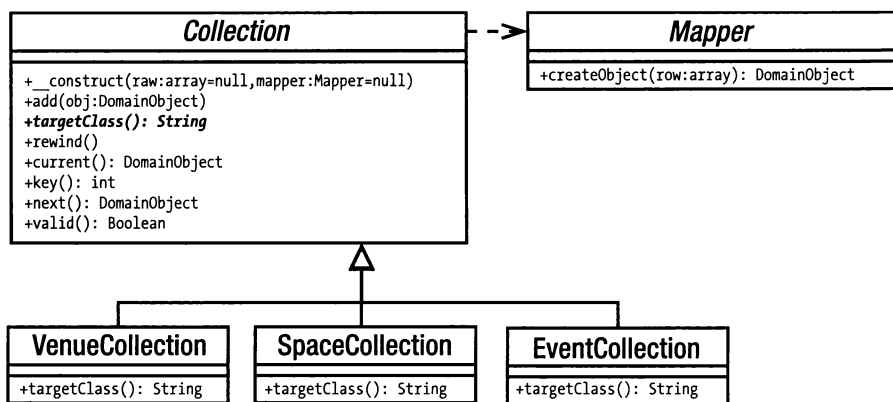 Collection
+__construct(raw:array=null,mapper:Mapper=null)
+add(obj:DomainObject)
+targetClass(): String
+rewind()
+current(): DomainObject
+key(): int
+next(): DomainObject
+valid(): Boolean
Mapper
+createObject(row:array): DomainObject
VenueCollection
+targetClass(): String
SpaceCollection
+targetClass(): String
EventCollection
+targetClass(): String